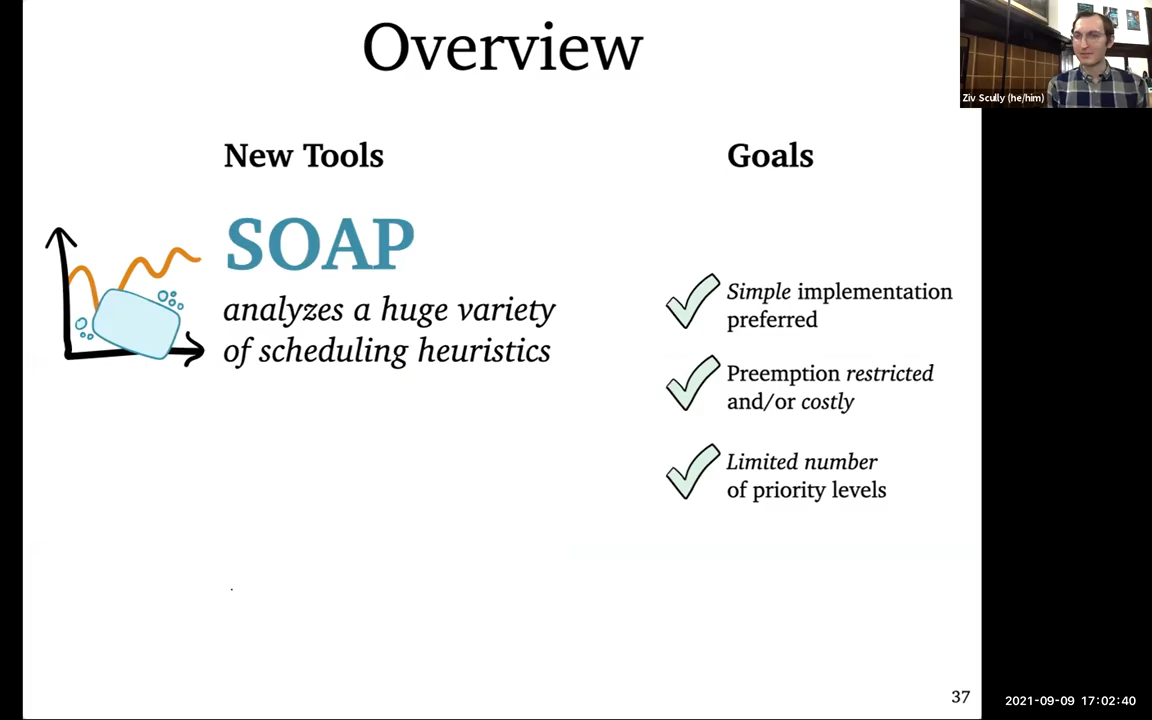 Overview
Ziv Scully (he/him)
New Tools
SOAP
analyzes a huge variety
of scheduling heuristics
Goals
Simple implementation
preferred
Preemption restricted
and/or costly
Limited number
of priority levels
37
2021-09-09 17:02:40